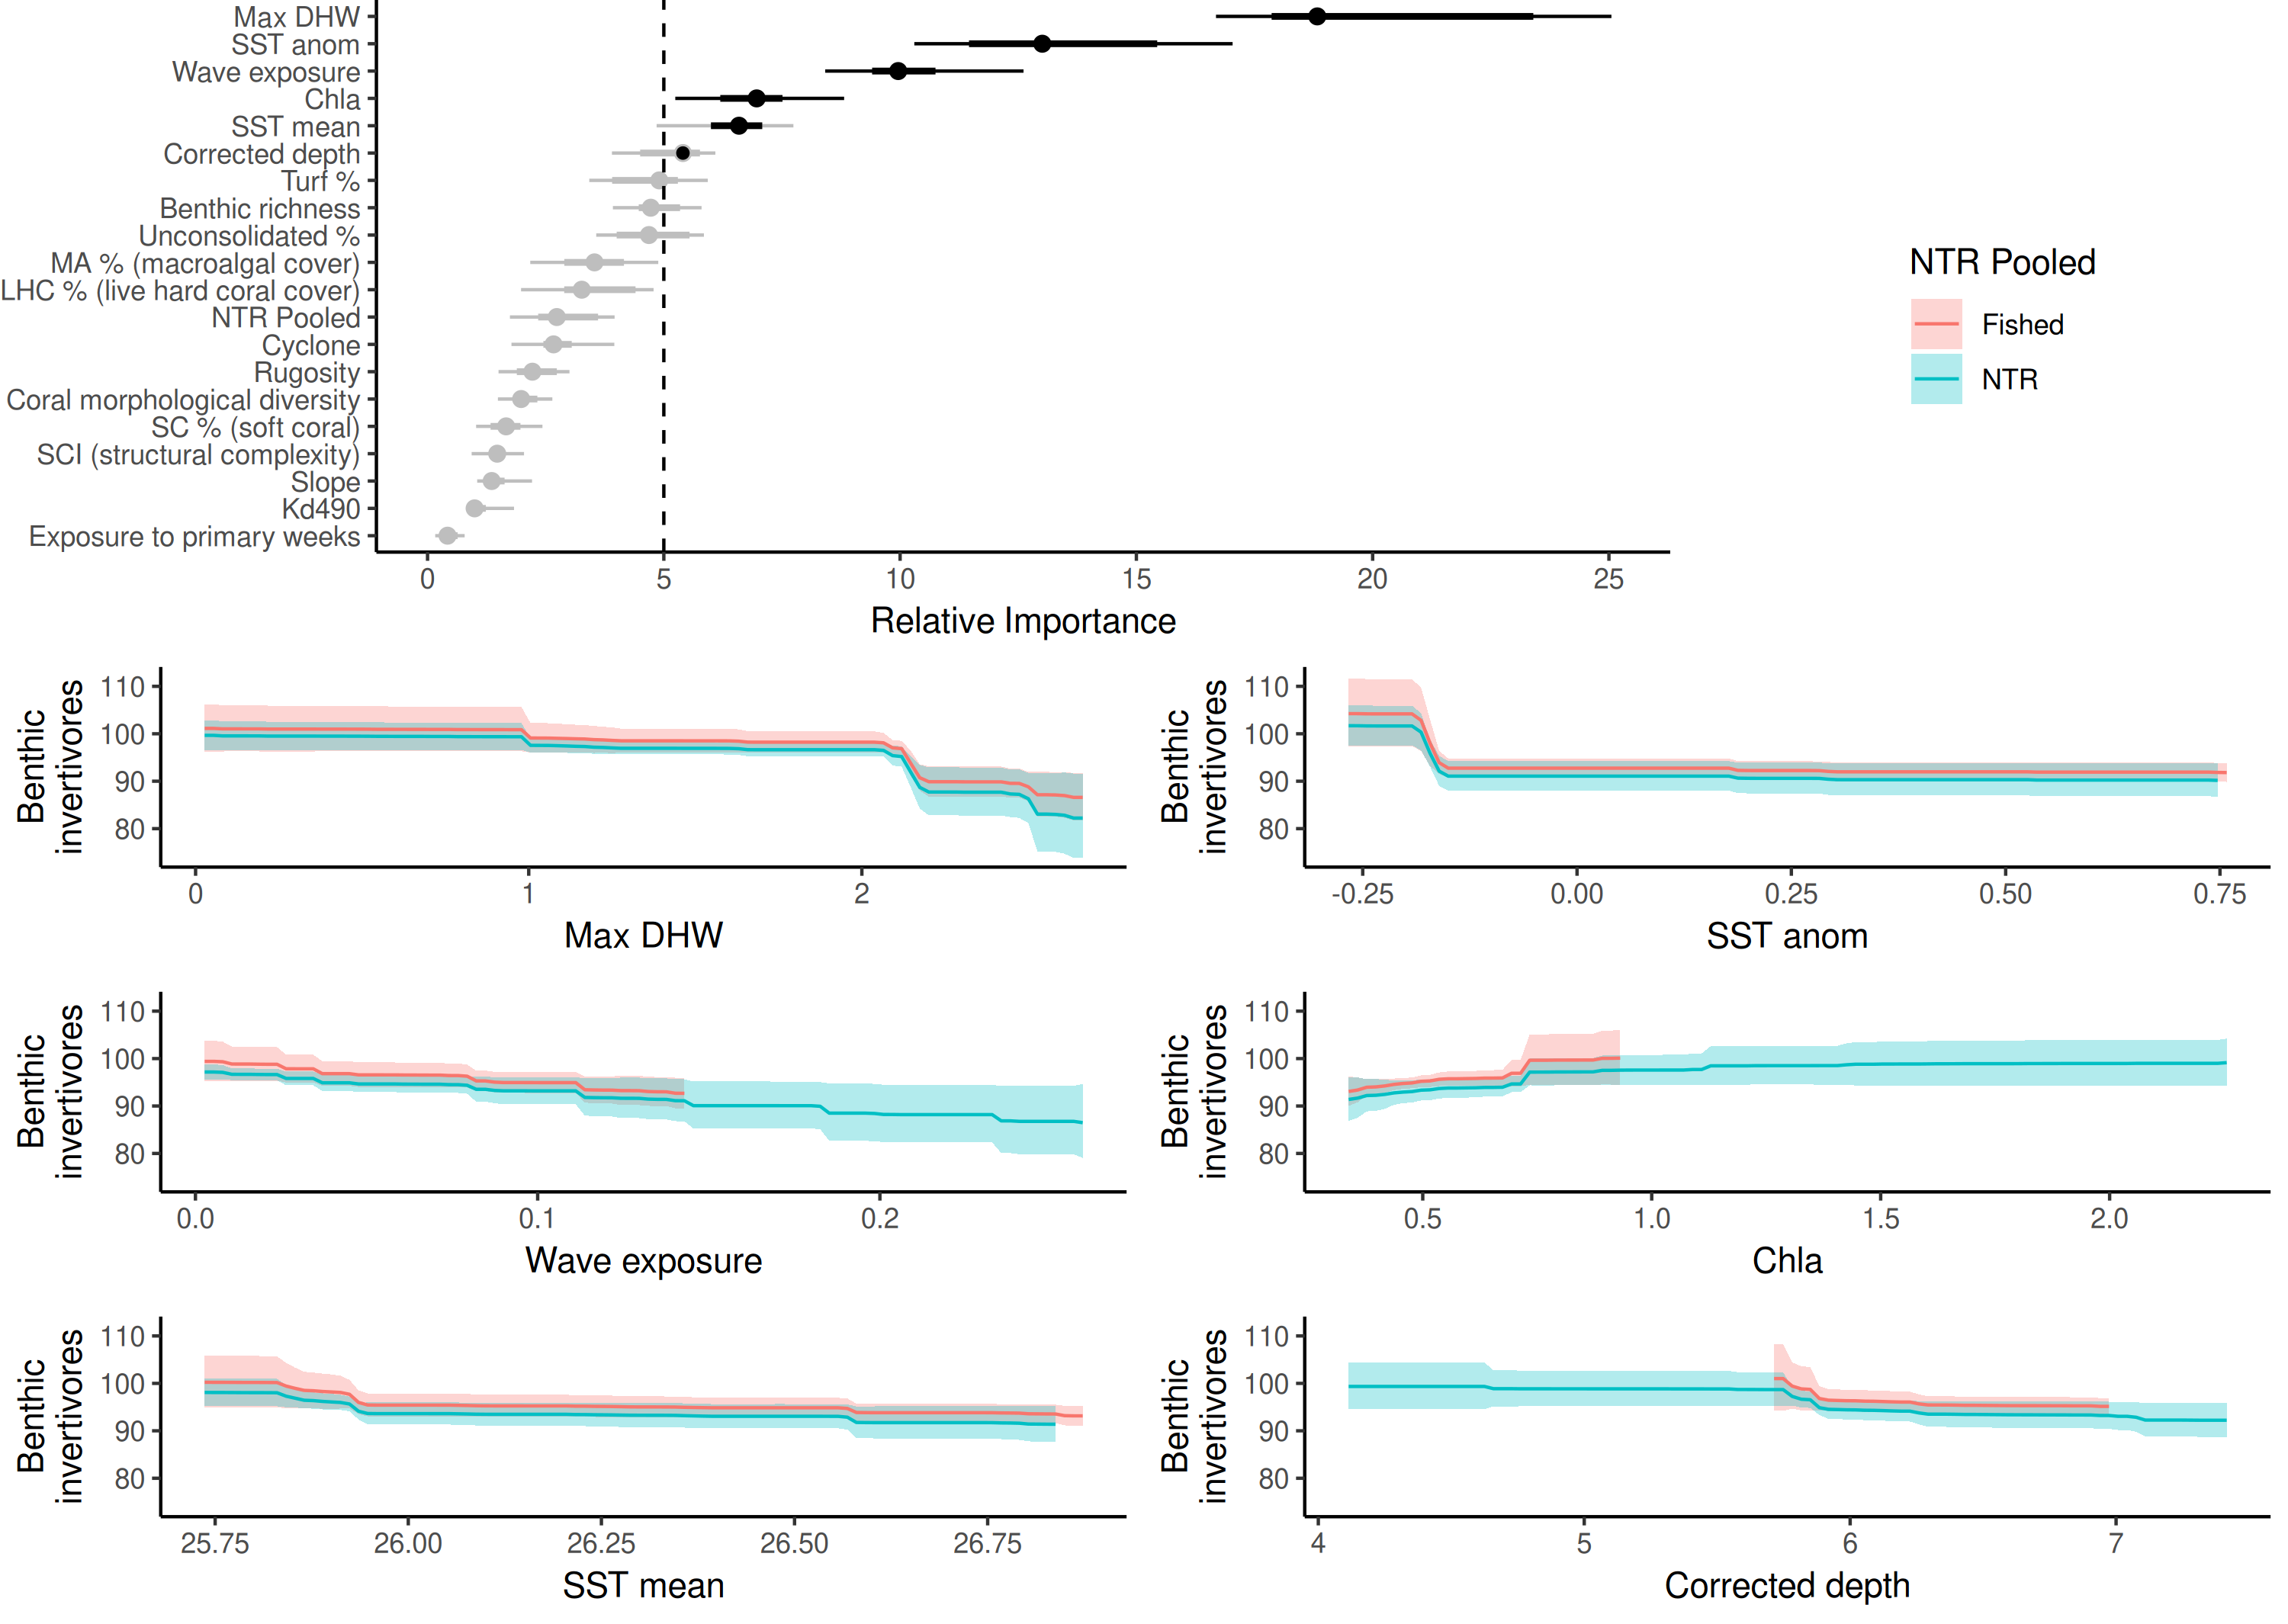 Max DHW
SST anom
Wave exposure
Chla
SST mean
Corrected depth
Turf %
Benthic richness
Unconsolidated %
MA % (macroalgal cover)
LHC % (live hard coral cover)
NTR Pooled
Cyclone
Rugosity
Coral morphological diversity
SC % (soft coral)
SCI (structural complexity)
Slope
Kd490
Exposure to primary weeks
0 5 10 15 20 25
Relative Importance
NTR Pooled
Fished
NTR
Benthic
invertivores
110
100
90
80
0 1 2
Max DHW
Benthic
invertivores
110
100
90
80
-0.25 0.00 0.25 0.50 0.75
SST anom
Benthic
invertivores
110
100
90
80
0.0 0.1 0.2
Wave exposure
Benthic
invertivores
110
100
90
80
0.5 1.0 1.5 2.0
Chla
Benthic
invertivores
110
100
90
80
25.75 26.00 26.25 26.50 26.75
SST mean
Benthic
invertivores
110
100
90
80
4 5 6 7
Corrected depth